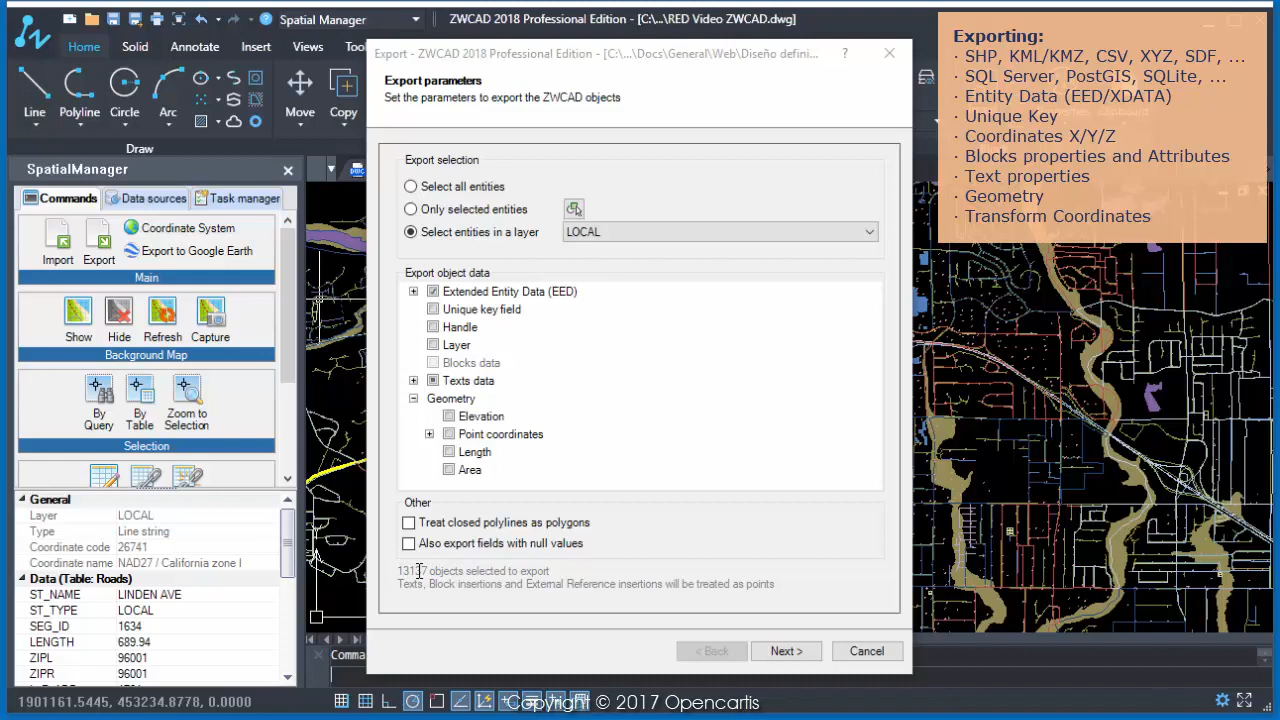 Spatial Manager
ZWCAD 2018 Professional Edition - [C:\...\RED Video ZWCAD.dwg]
Home Solid Annotate Insert Views
Line Polyline Circle Arc Move Copy
Draw
SpatialManager
Commands Data sources Task manager
Import Export Coordinate System
Export to Google Earth
Main
Show Hide Refresh Capture
Background Map
By Query By Table Zoom to Selection
Selection
General
Layer LOCAL
Type Line string
Coordinate code 26741
Coordinate name NAD27 / California zone I
Data (Table: Roads)
ST_NAME LINDEN AVE
ST_TYPE LOCAL
SEG_ID 1634
LENGTH 689.94
ZIPL 96001
ZIPR 96001
1901161.5445, 453234.8778, 0.0000
Export - ZWCAD 2018 Professional Edition - [C:\...\Docs\General\Web\Diseño defini...
Export parameters
Set the parameters to export the ZWCAD objects
Export selection
Select all entities
Only selected entities
Select entities in a layer LOCAL
Export object data
Extended Entity Data (EED)
Unique key field
Handle
Layer
Blocks data
Texts data
Geometry
Elevation
Point coordinates
Length
Area
Other
Treat closed polylines as polygons
Also export fields with null values
objects selected to export
Texts, Block insertions and External Reference insertions will be treated as points
< Back Next > Cancel
Exporting:
· SHP, KML/KMZ, CSV, XYZ, SDF, ...
· SQL Server, PostGIS, SQLite, ...
· Entity Data (EED/XDATA)
· Unique Key
· Coordinates X/Y/Z
· Blocks properties and Attributes
· Text properties
· Geometry
· Transform Coordinates
Copyright © 2017 Opencartis